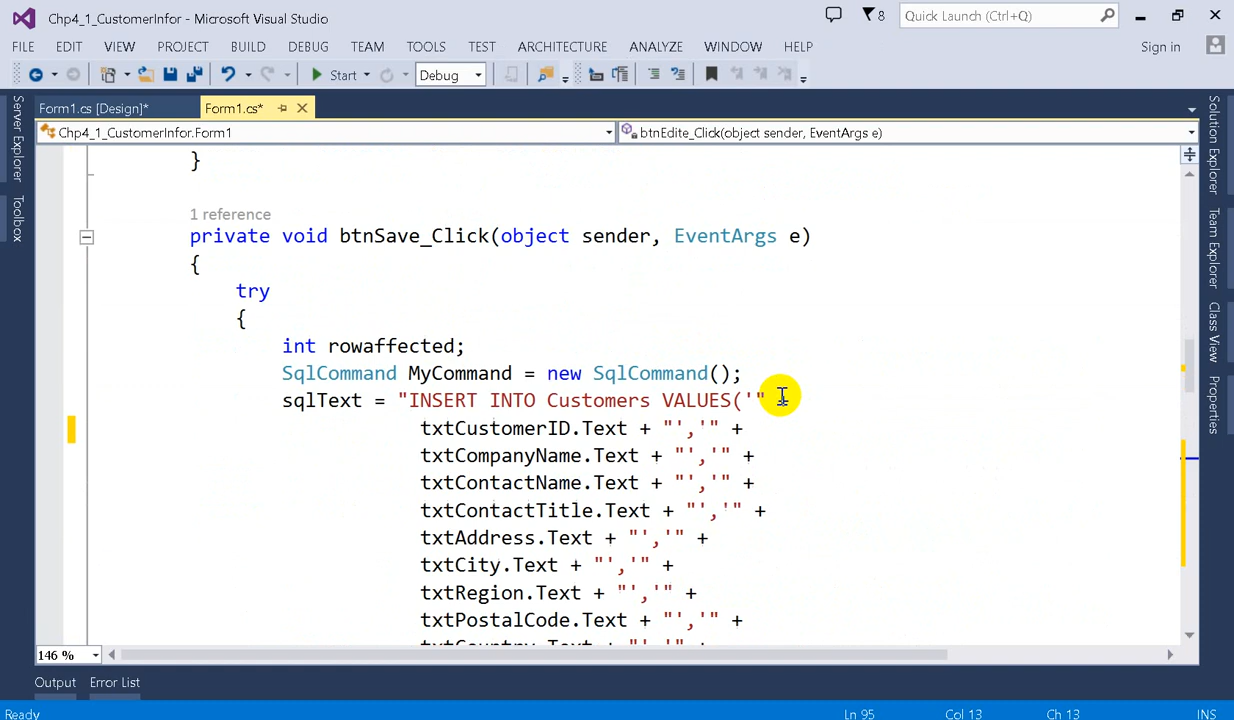 Chp4_1_CustomerInfor - Microsoft Visual Studio
8
Quick Launch (Ctrl+Q)
FILE EDIT VIEW PROJECT BUILD DEBUG TEAM TOOLS TEST ARCHITECTURE ANALYZE WINDOW HELP
Sign in
Start
Debug
Form1.cs [Design]*
Form1.cs*
Chp4_1_CustomerInfor.Form1
btnEdite_Click(object sender, EventArgs e)
Server Explorer
Toolbox
}
1 reference
private void btnSave_Click(object sender, EventArgs e)
{
try
{
int rowaffected;
SqlCommand MyCommand = new SqlCommand();
sqlText = "INSERT INTO Customers VALUES('"
txtCustomerID.Text + "','" +
txtCompanyName.Text + "','" +
txtContactName.Text + "','" +
txtContactTitle.Text + "','" +
txtAddress.Text + "','" +
txtCity.Text + "','" +
txtRegion.Text + "','" +
txtPostalCode.Text + "','" +
txtCountry.Text + "','" +
Solution Explorer
Team Explorer
Class View
Properties
146 %
Output
Error List
Ready
Ln 95
Col 13
Ch 13
INS